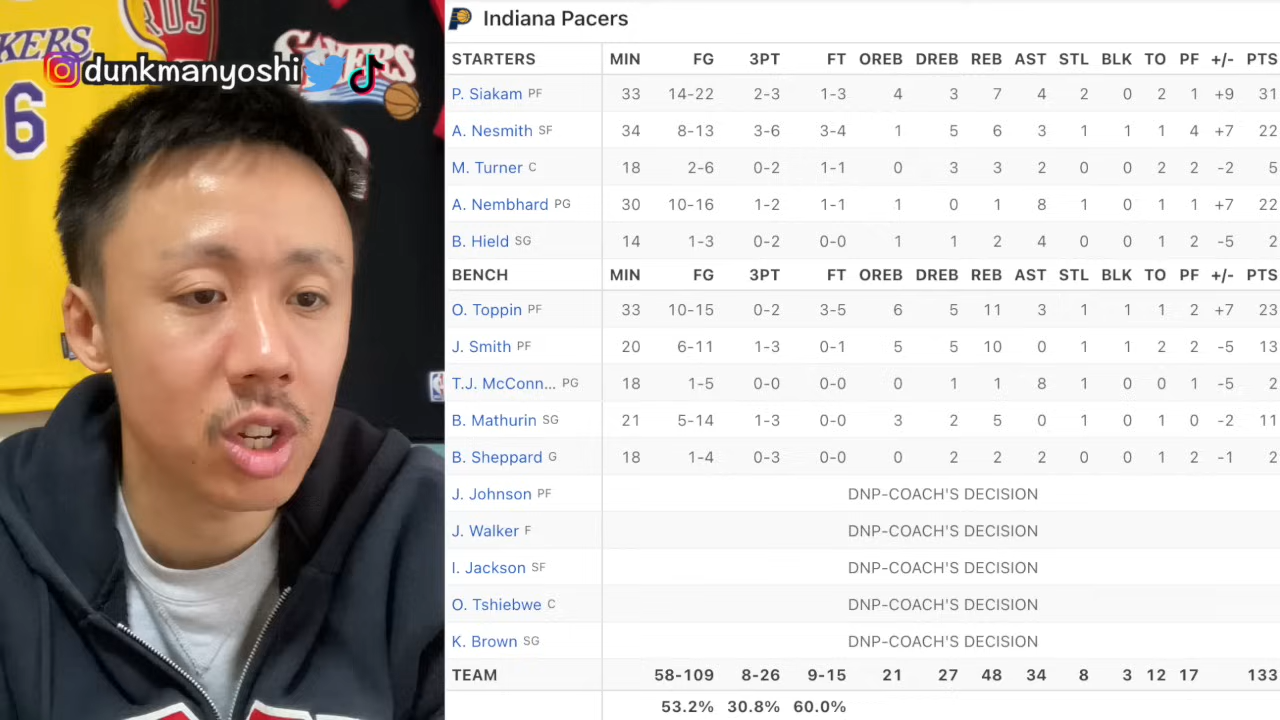 dunkmanyoshi
KERS
6
RUS
SIXERS
Indiana Pacers
STARTERS MIN FG 3PT FT OREB DREB REB AST STL BLK TO PF +/- PTS
P. Siakam PF 33 14-22 2-3 1-3 4 3 7 4 2 0 2 1 +9 31
A. Nesmith SF 34 8-13 3-6 3-4 1 5 6 3 1 1 1 4 +7 22
M. Turner C 18 2-6 0-2 1-1 0 3 3 2 0 0 2 2 -2 5
A. Nembhard PG 30 10-16 1-2 1-1 1 0 1 8 1 0 1 1 +7 22
B. Hield SG 14 1-3 0-2 0-0 1 1 2 4 0 0 1 2 -5 2
BENCH MIN FG 3PT FT OREB DREB REB AST STL BLK TO PF +/- PTS
O. Toppin PF 33 10-15 0-2 3-5 6 5 11 3 1 1 1 2 +7 23
J. Smith PF 20 6-11 1-3 0-1 5 5 10 0 1 1 2 2 -5 13
T.J. McConn... PG 18 1-5 0-0 0-0 0 1 1 8 1 0 0 1 -5 2
B. Mathurin SG 21 5-14 1-3 0-0 3 2 5 0 1 0 1 0 -2 11
B. Sheppard G 18 1-4 0-3 0-0 0 2 2 2 0 0 1 2 -1 2
J. Johnson PF DNP-COACH'S DECISION
J. Walker F DNP-COACH'S DECISION
I. Jackson SF DNP-COACH'S DECISION
O. Tshiebwe C DNP-COACH'S DECISION
K. Brown SG DNP-COACH'S DECISION
TEAM 58-109 8-26 9-15 21 27 48 34 8 3 12 17 133
53.2% 30.8% 60.0%